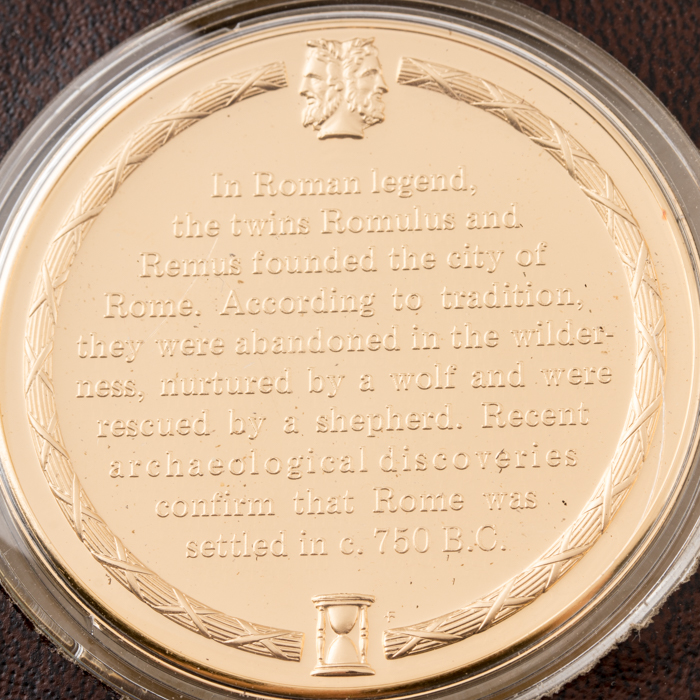 In Roman legend,
the twins Romulus and
Remus founded the city of
Rome. According to tradition,
they were abandoned in the wilder-
ness, nurtured by a wolf and were
rescued by a shepherd. Recent
archaeological discoveries
confirm that Rome was
settled in c. 750 B.C.